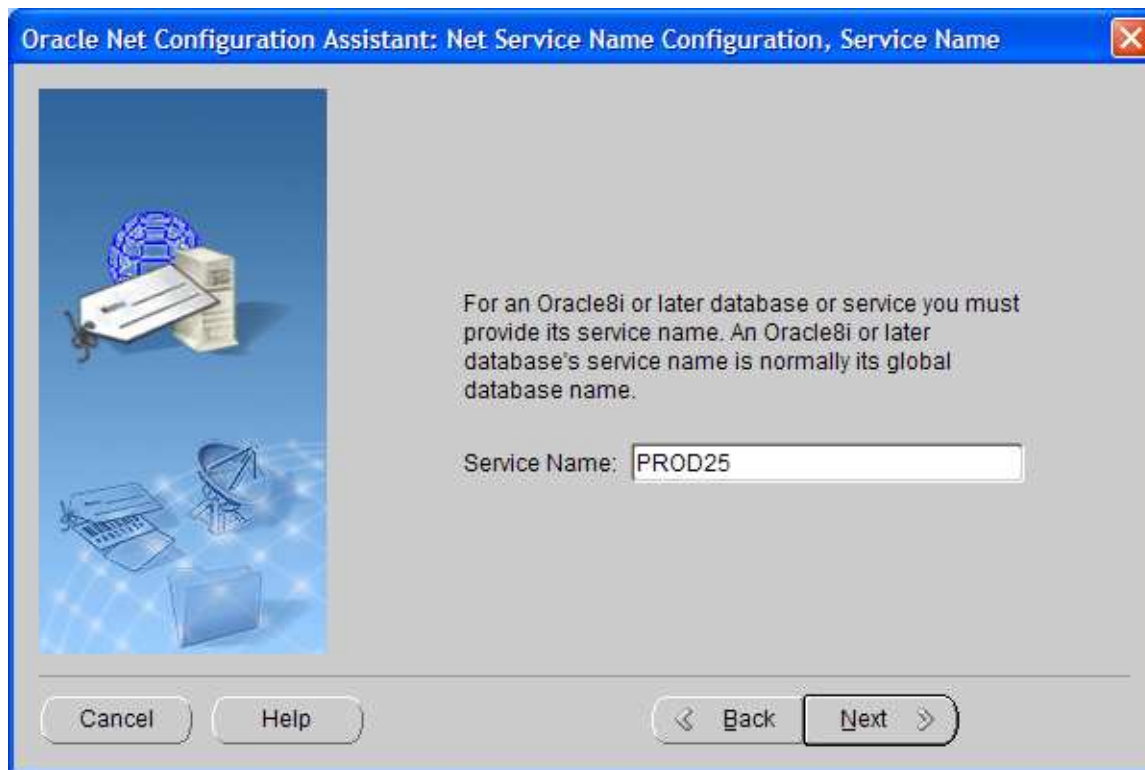 Oracle Net Configuration Assistant: Net Service Name Configuration, Service Name
For an Oracle8i or later database or service you must
provide its service name. An Oracle8i or later
database's service name is normally its global
database name.
Service Name: PROD25
Cancel Help Back Next